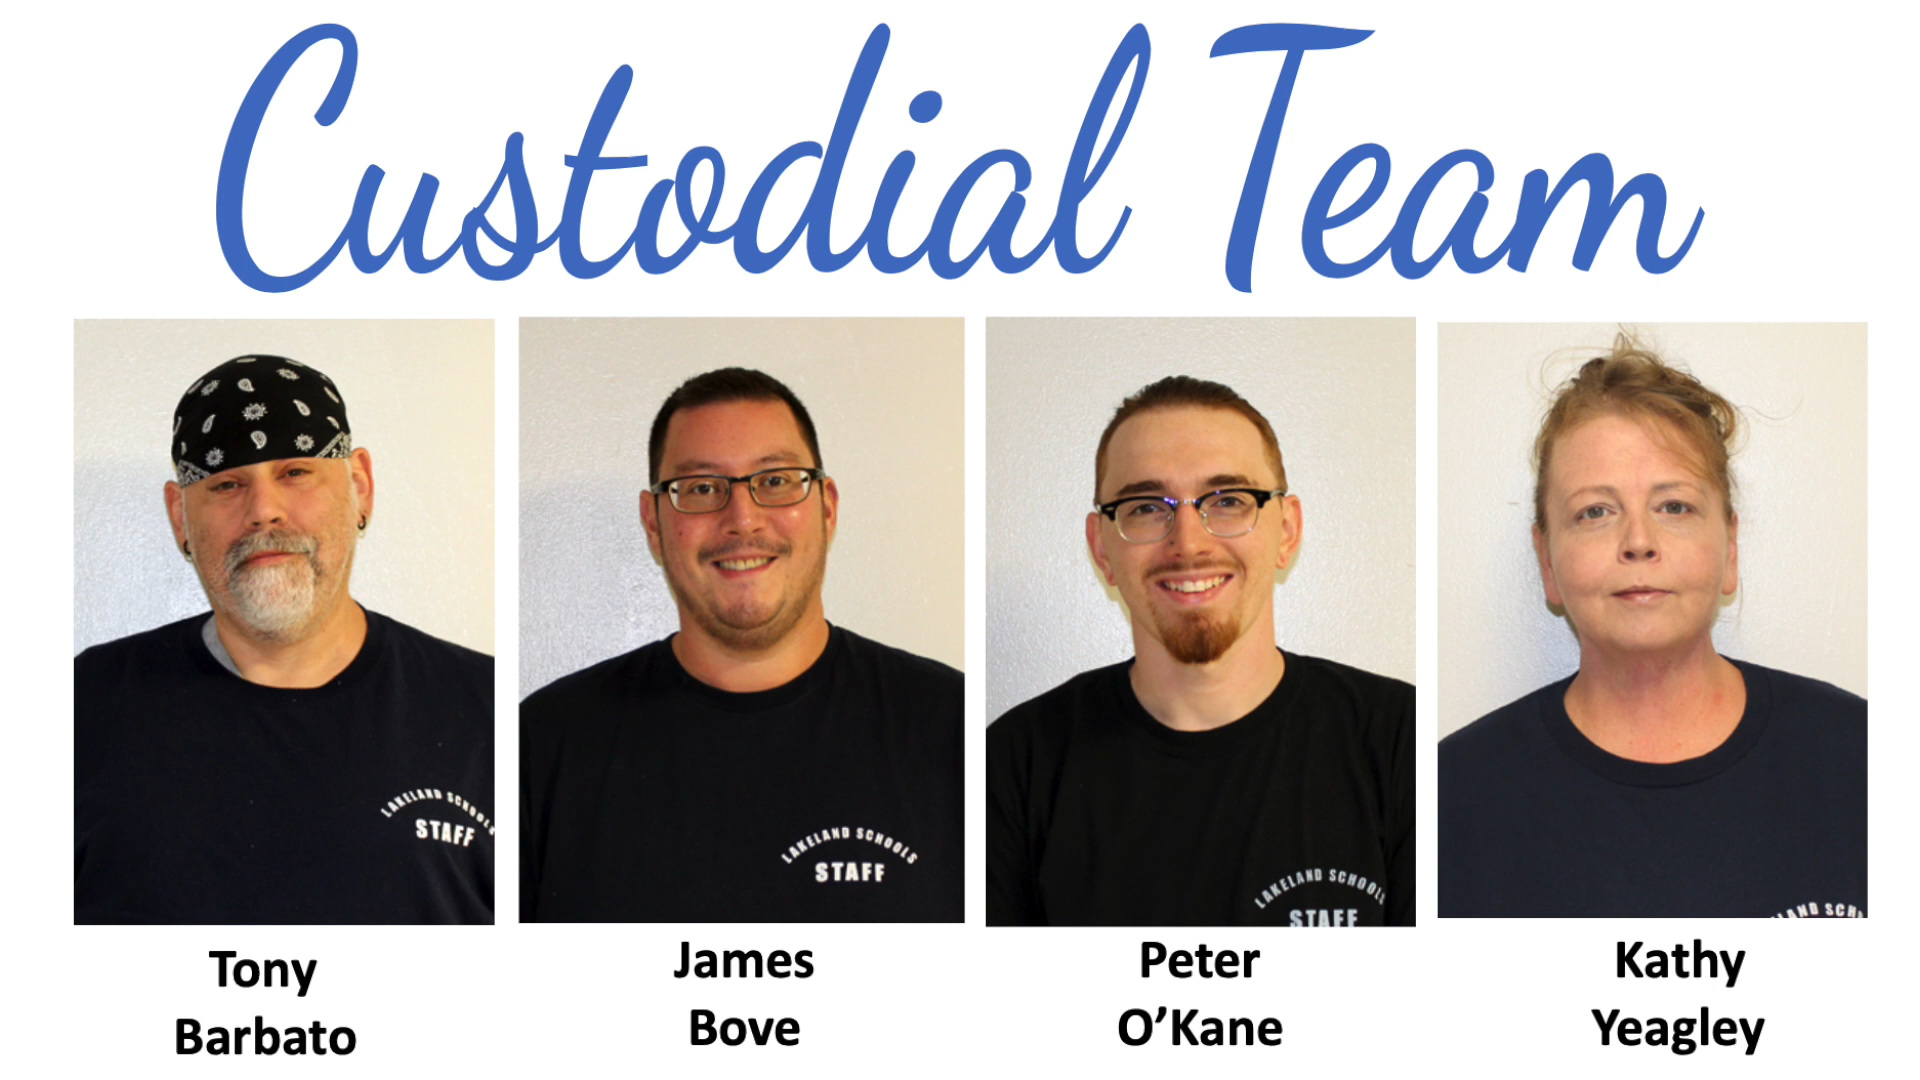 Custodial Team
LAKELAND SCHOOLS
STAFF
LAKELAND SCHOOLS
STAFF
LAKELAND SCHOOLS
STAFF
Tony
Barbato
James
Bove
Peter
O’Kane
Kathy
Yeagley